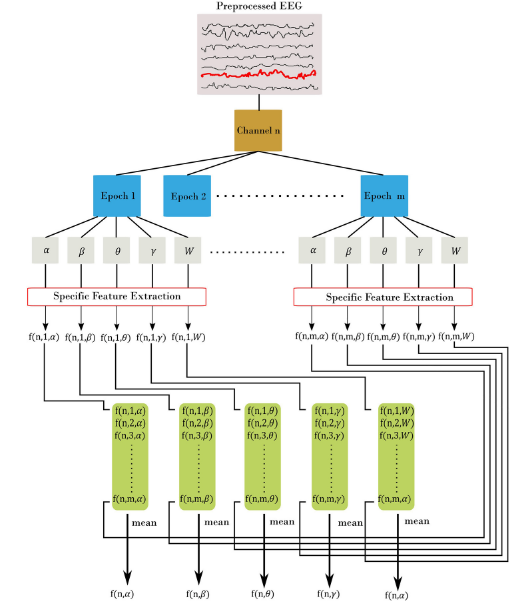 Preprocessed EEG
Channel n
Epoch 1 Epoch 2 Epoch m
α β θ γ W α β θ γ W
Specific Feature Extraction Specific Feature Extraction
f(n,1,α) f(n,1,β) f(n,1,θ) f(n,1,γ) f(n,1,W) f(n,m,α) f(n,m,β) f(n,m,θ) f(n,m,γ) f(n,m,W)
f(n,1,α) f(n,1,β) f(n,1,θ) f(n,1,γ) f(n,1,W)
f(n,2,α) f(n,2,β) f(n,2,θ) f(n,2,γ) f(n,2,W)
f(n,3,α) f(n,3,β) f(n,3,θ) f(n,3,γ) f(n,3,W)
f(n,m,α) f(n,m,β) f(n,m,θ) f(n,m,γ) f(n,m,α)
mean mean mean mean mean
f(n,α) f(n,β) f(n,θ) f(n,γ) f(n,α)